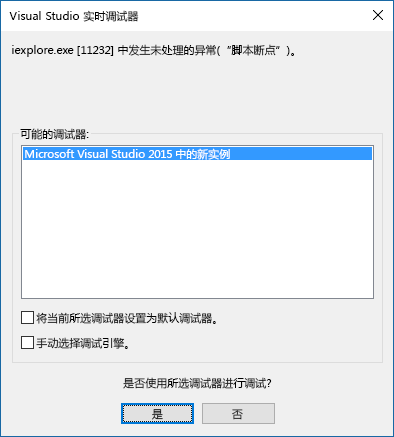 Visual Studio 实时调试器
iexplore.exe [11232] 中发生未处理的异常(“脚本断点”)。
可能的调试器:
Microsoft Visual Studio 2015 中的新实例
将当前所选调试器设置为默认调试器。
手动选择调试引擎。
是否使用所选调试器进行调试?
是
否